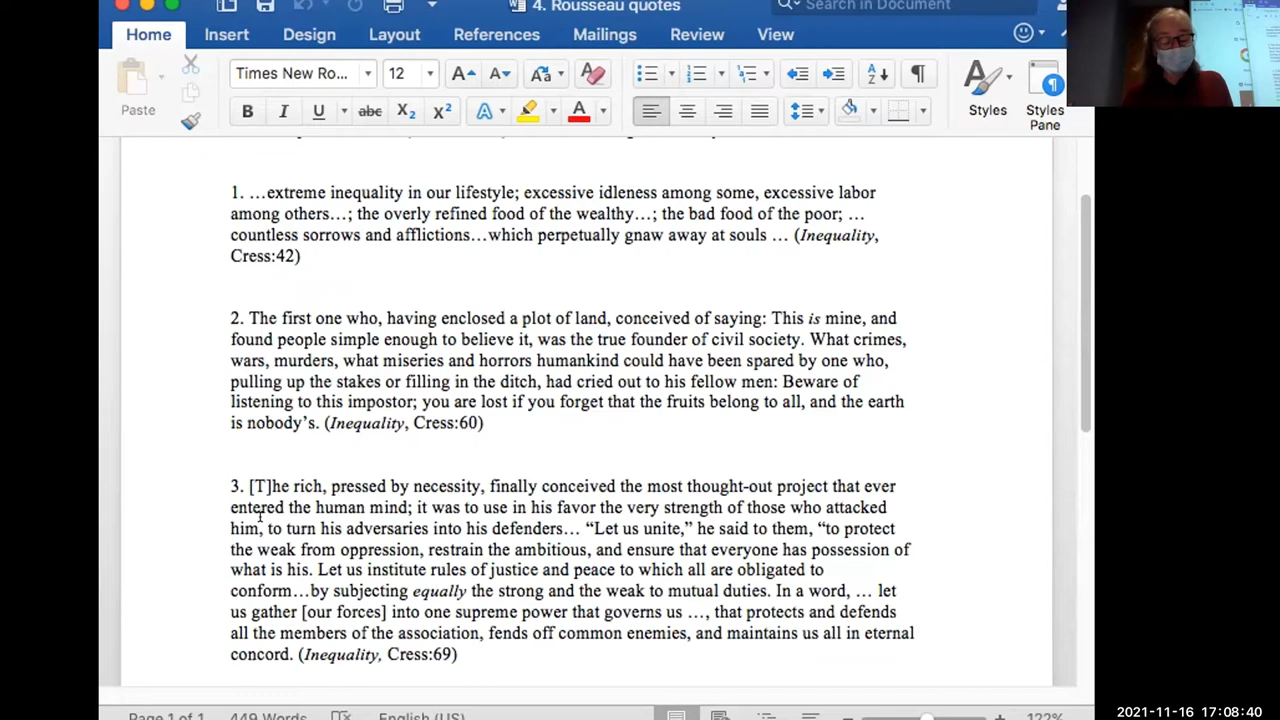 4. Rousseau quotes
Search in Document
Home Insert Design Layout References Mailings Review View
Paste
Times New Ro... 12
Styles
Styles Pane
1. …extreme inequality in our lifestyle; excessive idleness among some, excessive labor
among others…; the overly refined food of the wealthy…; the bad food of the poor; …
countless sorrows and afflictions…which perpetually gnaw away at souls … (Inequality,
Cress:42)
2. The first one who, having enclosed a plot of land, conceived of saying: This is mine, and
found people simple enough to believe it, was the true founder of civil society. What crimes,
wars, murders, what miseries and horrors humankind could have been spared by one who,
pulling up the stakes or filling in the ditch, had cried out to his fellow men: Beware of
listening to this impostor; you are lost if you forget that the fruits belong to all, and the earth
is nobody’s. (Inequality, Cress:60)
3. [T]he rich, pressed by necessity, finally conceived the most thought-out project that ever
entered the human mind; it was to use in his favor the very strength of those who attacked
him, to turn his adversaries into his defenders… “Let us unite,” he said to them, “to protect
the weak from oppression, restrain the ambitious, and ensure that everyone has possession of
what is his. Let us institute rules of justice and peace to which all are obligated to
conform…by subjecting equally the strong and the weak to mutual duties. In a word, … let
us gather [our forces] into one supreme power that governs us …, that protects and defends
all the members of the association, fends off common enemies, and maintains us all in eternal
concord. (Inequality, Cress:69)
Page 1 of 1 449 Words English (US) 122%
2021-11-16 17:08:40